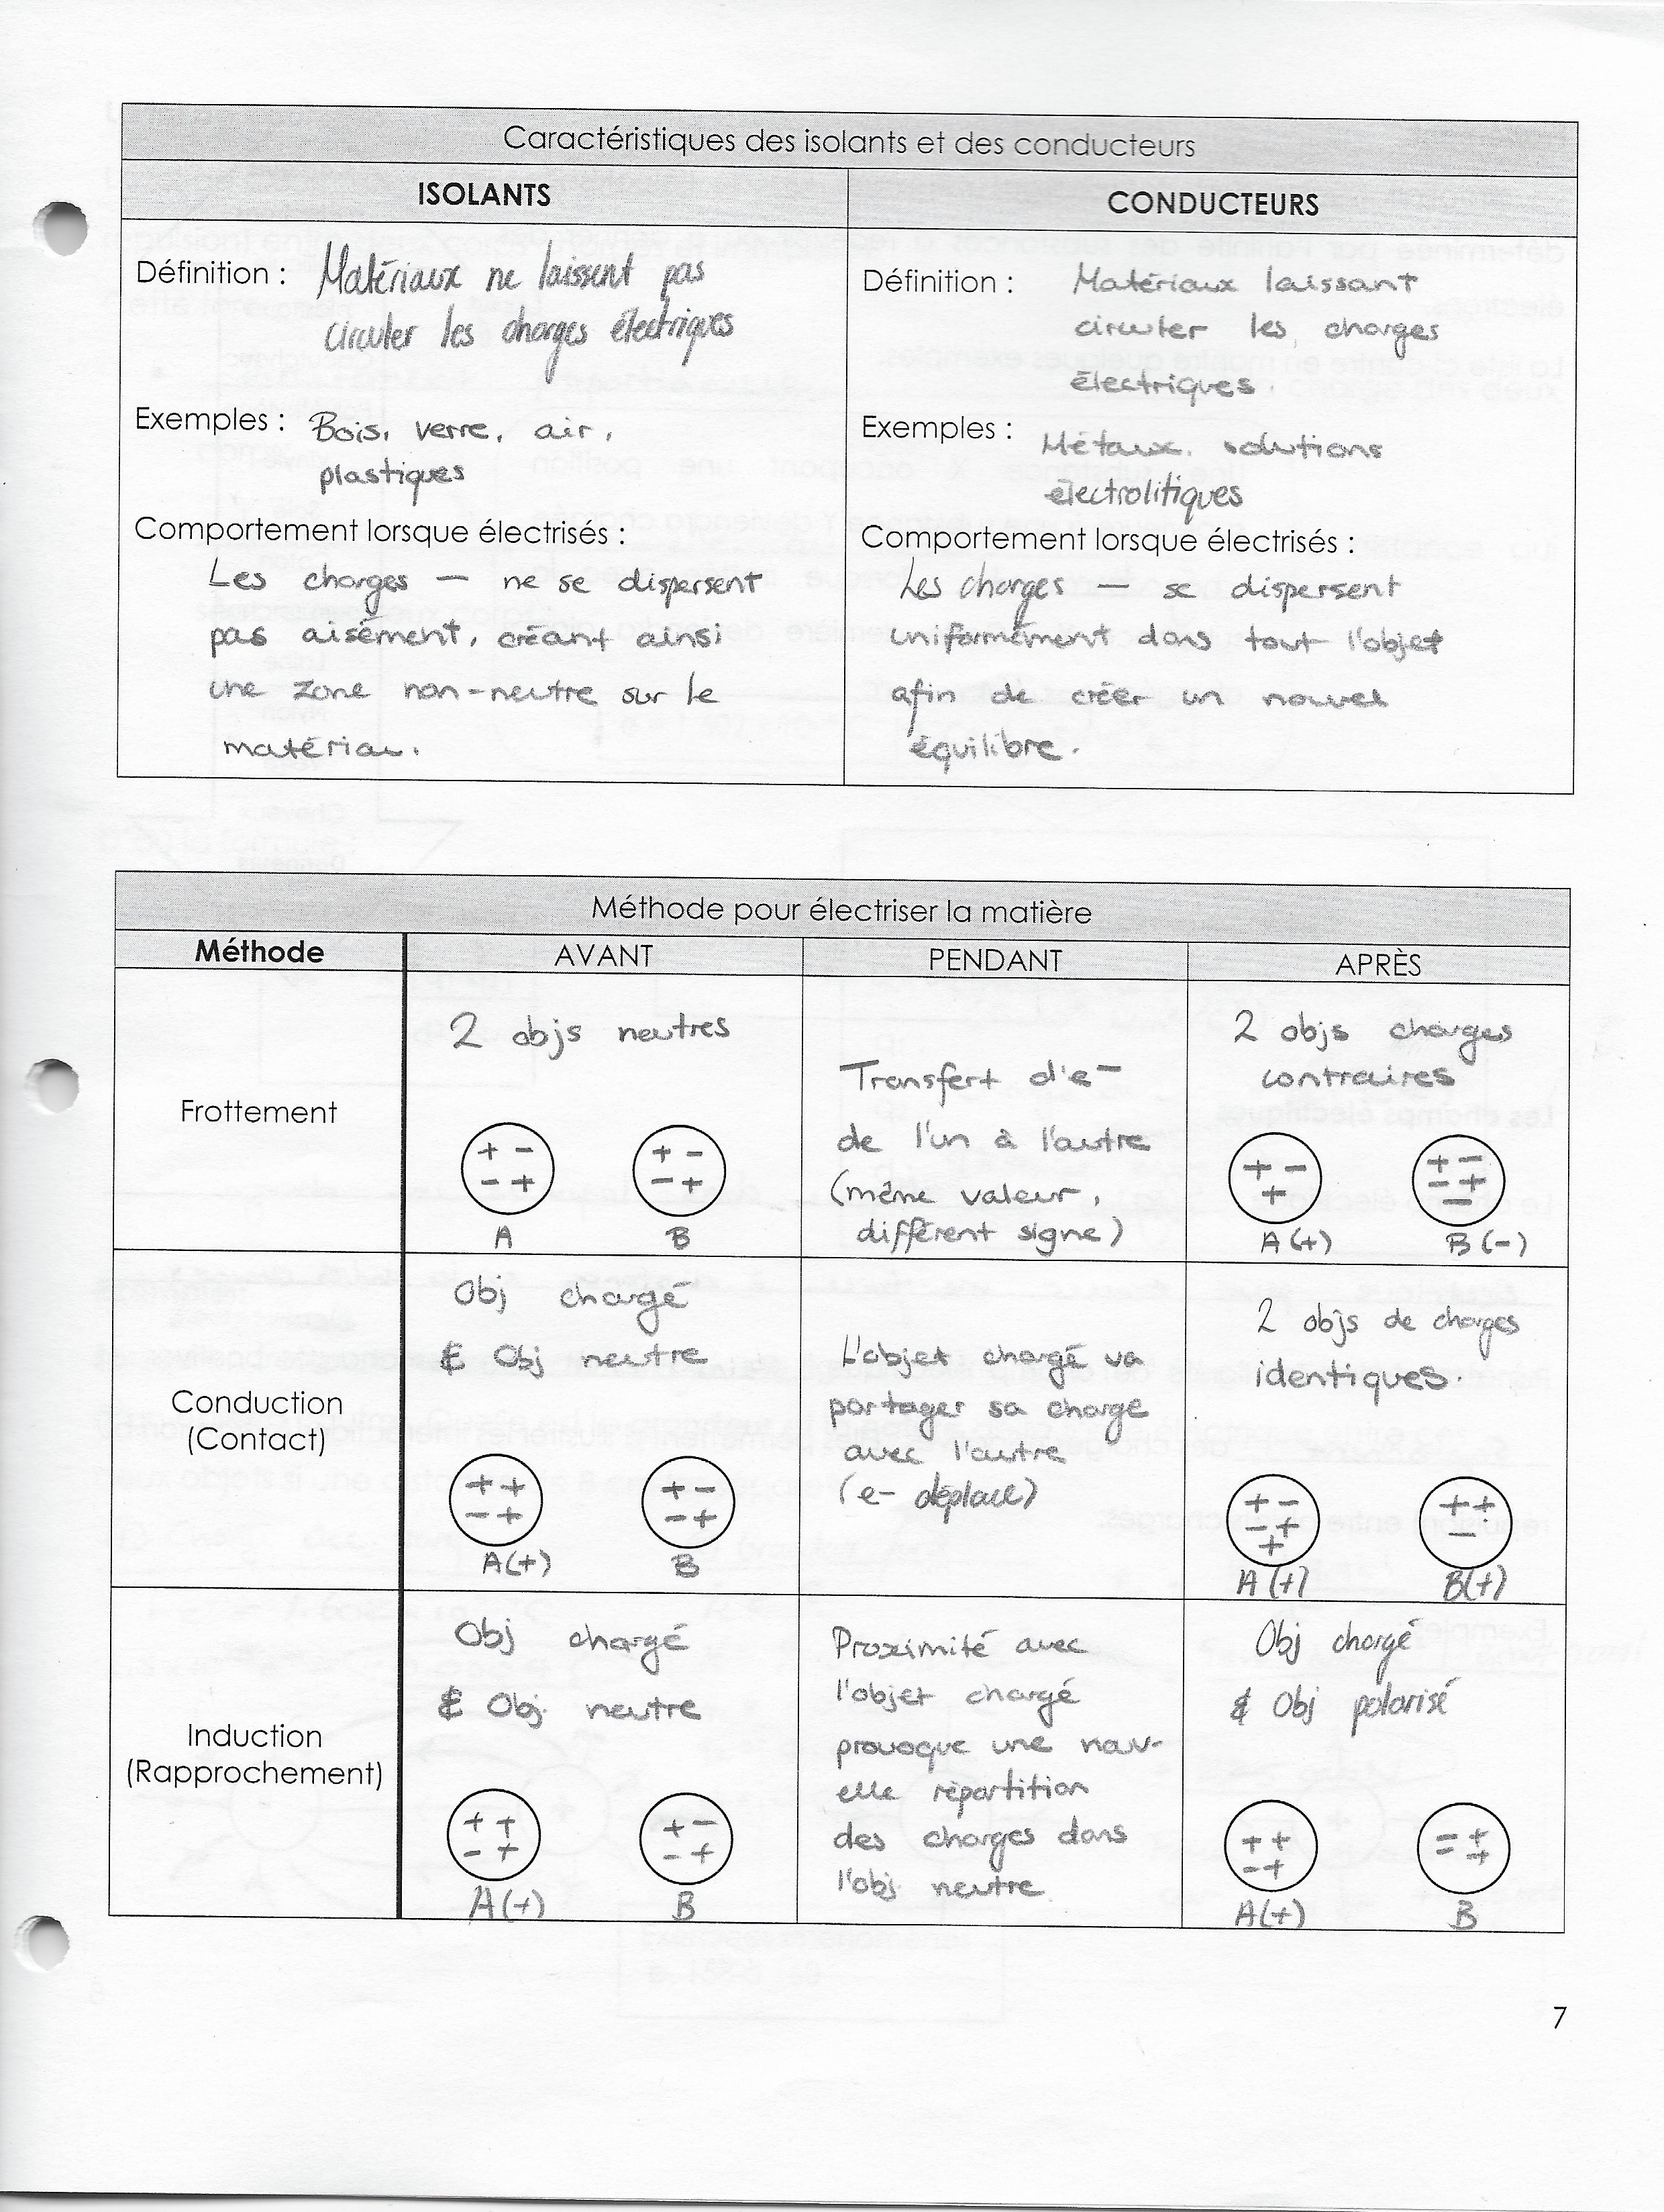 Caractéristiques des isolants et des conducteurs
ISOLANTS
CONDUCTEURS
Définition : Matériaux ne laissent pas
circuler les charges électriques
Exemples : Bois, verre, air,
plastiques
Comportement lorsque électrisés :
Les charges — ne se dispersent
pas aisément, créant ainsi
une zone non-neutre sur le
matériau.
Définition : Matériaux laissant
circuler les charges
électriques.
Exemples : Métaux, solutions
électrolitiques
Comportement lorsque électrisés :
Les charges — se dispersent
uniformément dans tout l'objet
afin de créer un nouvel
équilibre.
Méthode pour électriser la matière
Méthode AVANT PENDANT APRÈS
Frottement
2 objs neutres
+ - + -
- + - +
A B
Transfert d'e-
de l'un à l'autre
(même valeur,
différent signe)
2 objs charges
contraires
+ - + -
+ - +
-
A (+) B (-)
Conduction
(Contact)
Obj chargé
& Obj neutre
+ + + -
- + - +
A(+) B
L'objet chargé va
partager sa charge
avec l'autre
(e- déplace)
2 objs de charges
identiques.
+ - + +
- + -
+
A (+) B(+)
Induction
(Rapprochement)
Obj chargé
& Obj neutre
+ + + -
- + - +
A(+) B
Proximité avec
l'objet chargé
provoque une nouv-
elle répartition
des charges dans
l'obj neutre.
Obj chargé
& Obj polarisé
+ + - +
- + - +
A(+) B
7